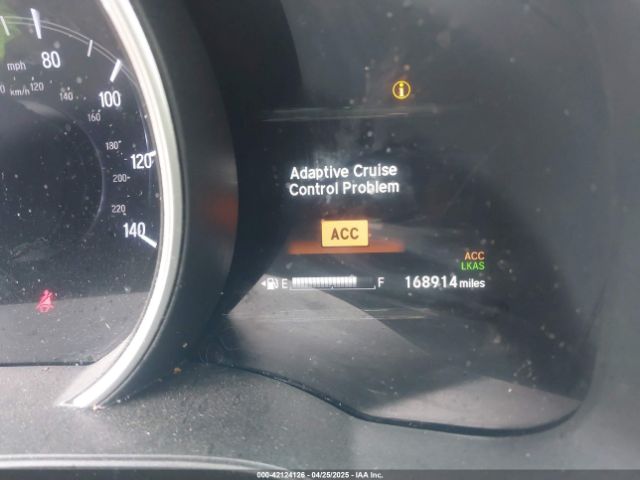 80
mph
km/h 120
100
140
160
120
180
200
220
140
i
Adaptive Cruise
Control Problem
ACC
ACC
LKAS
E F 168914 miles
000-42124126 - 04/25/2025 - IAA Inc.